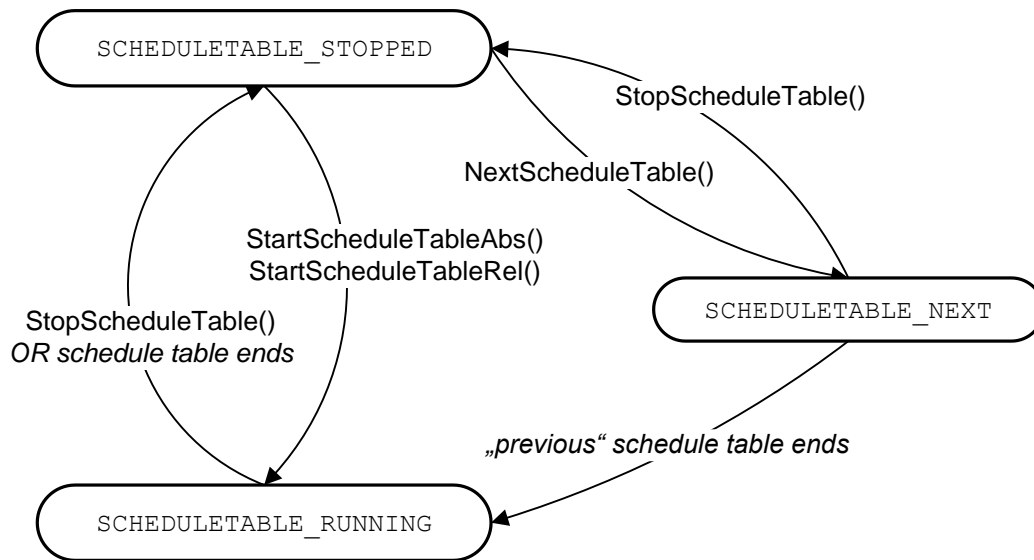 SCHEDULETABLE_STOPPED
StopScheduleTable()
NextScheduleTable()
StartScheduleTableAbs()
StartScheduleTableRel()
SCHEDULETABLE_NEXT
StopScheduleTable()
OR schedule table ends
„previous“ schedule table ends
SCHEDULETABLE_RUNNING